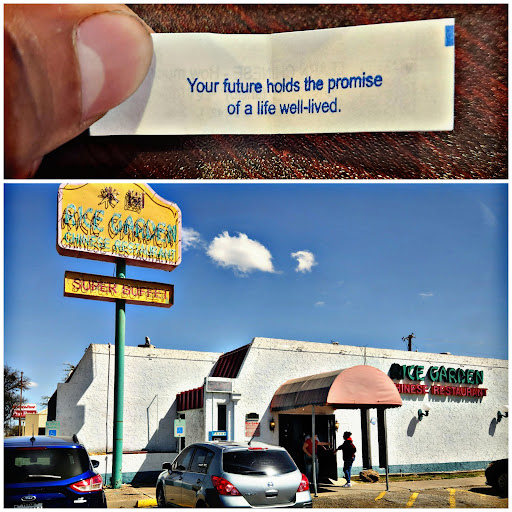 Your future holds the promise
of a life well-lived.
RICE GARDEN
CHINESE RESTAURANT
SUPER BUFFET
RICE GARDEN
CHINESE RESTAURANT